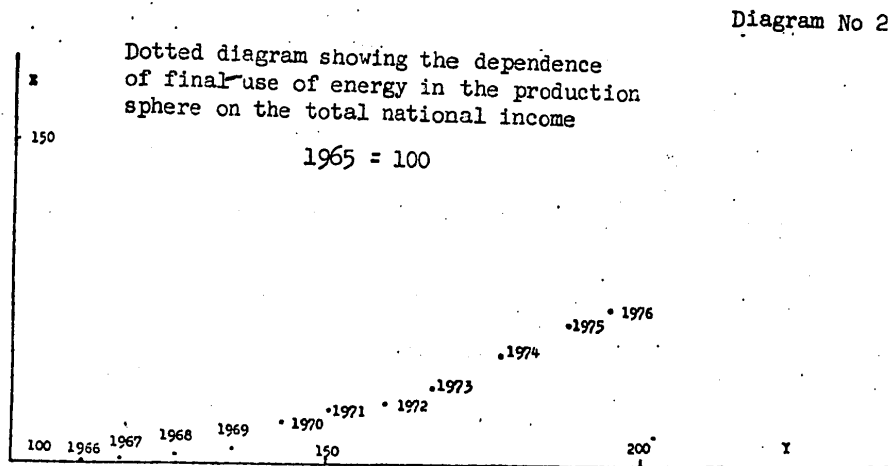 Diagram No 2
Dotted diagram showing the dependence
of final use of energy in the production
sphere on the total national income
1965 = 100
X
150
1976
1975
1974
1973
1972
1971
1970
1969
1968
1967
1966
100
150
200
Y